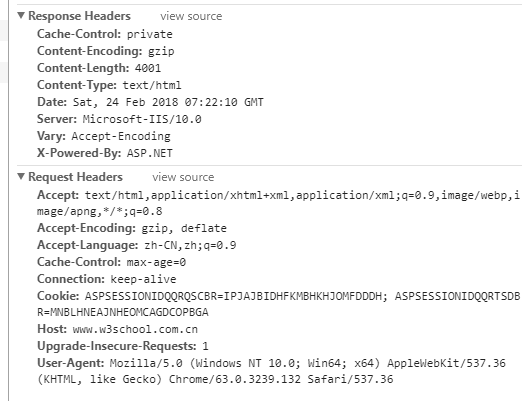 Response Headers view source
Cache-Control: private
Content-Encoding: gzip
Content-Length: 4001
Content-Type: text/html
Date: Sat, 24 Feb 2018 07:22:10 GMT
Server: Microsoft-IIS/10.0
Vary: Accept-Encoding
X-Powered-By: ASP.NET
Request Headers view source
Accept: text/html,application/xhtml+xml,application/xml;q=0.9,image/webp,i
mage/apng,*/*;q=0.8
Accept-Encoding: gzip, deflate
Accept-Language: zh-CN,zh;q=0.9
Cache-Control: max-age=0
Connection: keep-alive
Cookie: ASPSESSIONIDQQRQSCBR=IPJAJBIDHFKMBHKHJOMFDDDH; ASPSESSIONIDQQRTSDB
R=MNBLHNEAJNHEOMCAGDCOPBGA
Host: www.w3school.com.cn
Upgrade-Insecure-Requests: 1
User-Agent: Mozilla/5.0 (Windows NT 10.0; Win64; x64) AppleWebKit/537.36
(KHTML, like Gecko) Chrome/63.0.3239.132 Safari/537.36